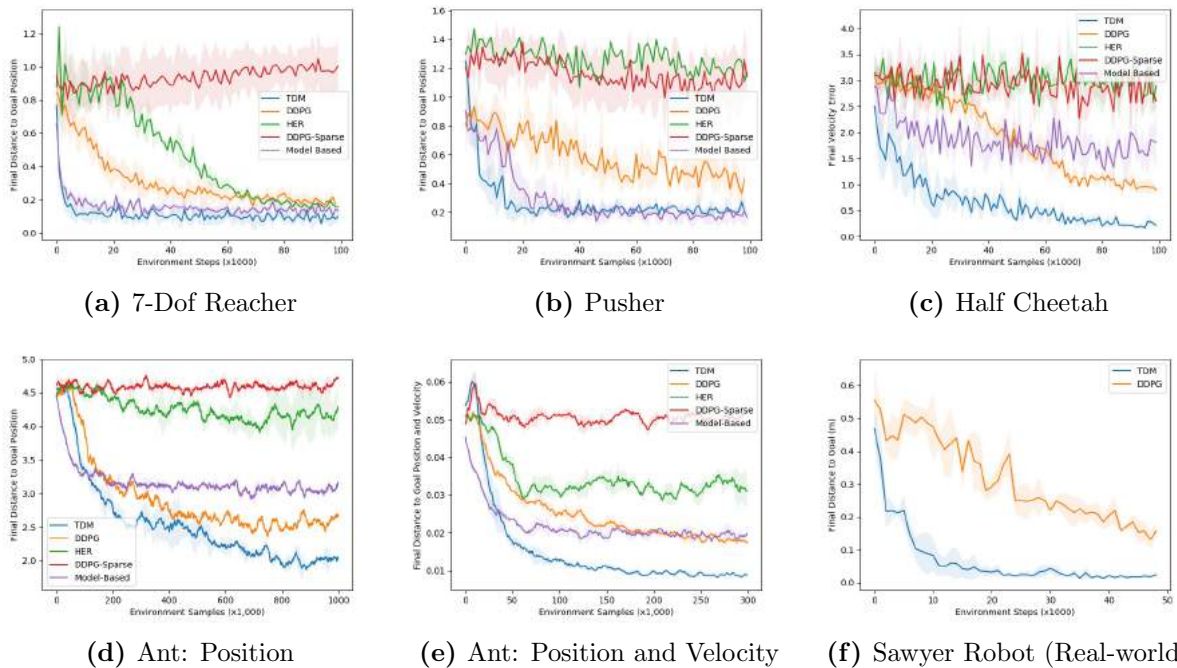 Final Distance to Goal Position
1.2
1.0
0.8
0.6
0.4
0.2
0.0
TDM
DDPG
HER
DDPG-Sparse
Model Based
0 20 40 60 80 100
Environment Steps (x1000)
(a) 7-Dof Reacher
Final Distance to Goal Position
1.6
1.4
1.2
1.0
0.8
0.6
0.4
0.2
TDM
DDPG
HER
DDPG-Sparse
Model Based
0 20 40 60 80 100
Environment Samples (x1000)
(b) Pusher
Final Velocity Error
4.0
3.5
3.0
2.5
2.0
1.5
1.0
0.5
0.0
TDM
DDPG
HER
DDPG-Sparse
Model Based
0 20 40 60 80 100
Environment Samples (x1000)
(c) Half Cheetah
Final Distance to Goal Position
5.0
4.5
4.0
3.5
3.0
2.5
2.0
TDM
DDPG
HER
DDPG-Sparse
Model-Based
0 200 400 600 800 1000
Environment Samples (x1,000)
(d) Ant: Position
Final Distance to Goal Position and Velocity
0.06
0.05
0.04
0.03
0.02
0.01
TDM
DDPG
HER
DDPG-Sparse
Model-Based
0 50 100 150 200 250 300
Environment Samples (x1,000)
(e) Ant: Position and Velocity
Final Distance to Goal (m)
0.6
0.5
0.4
0.3
0.2
0.1
0.0
TDM
DDPG
0 10 20 30 40 50
Environment Steps (x1000)
(f) Sawyer Robot (Real-world